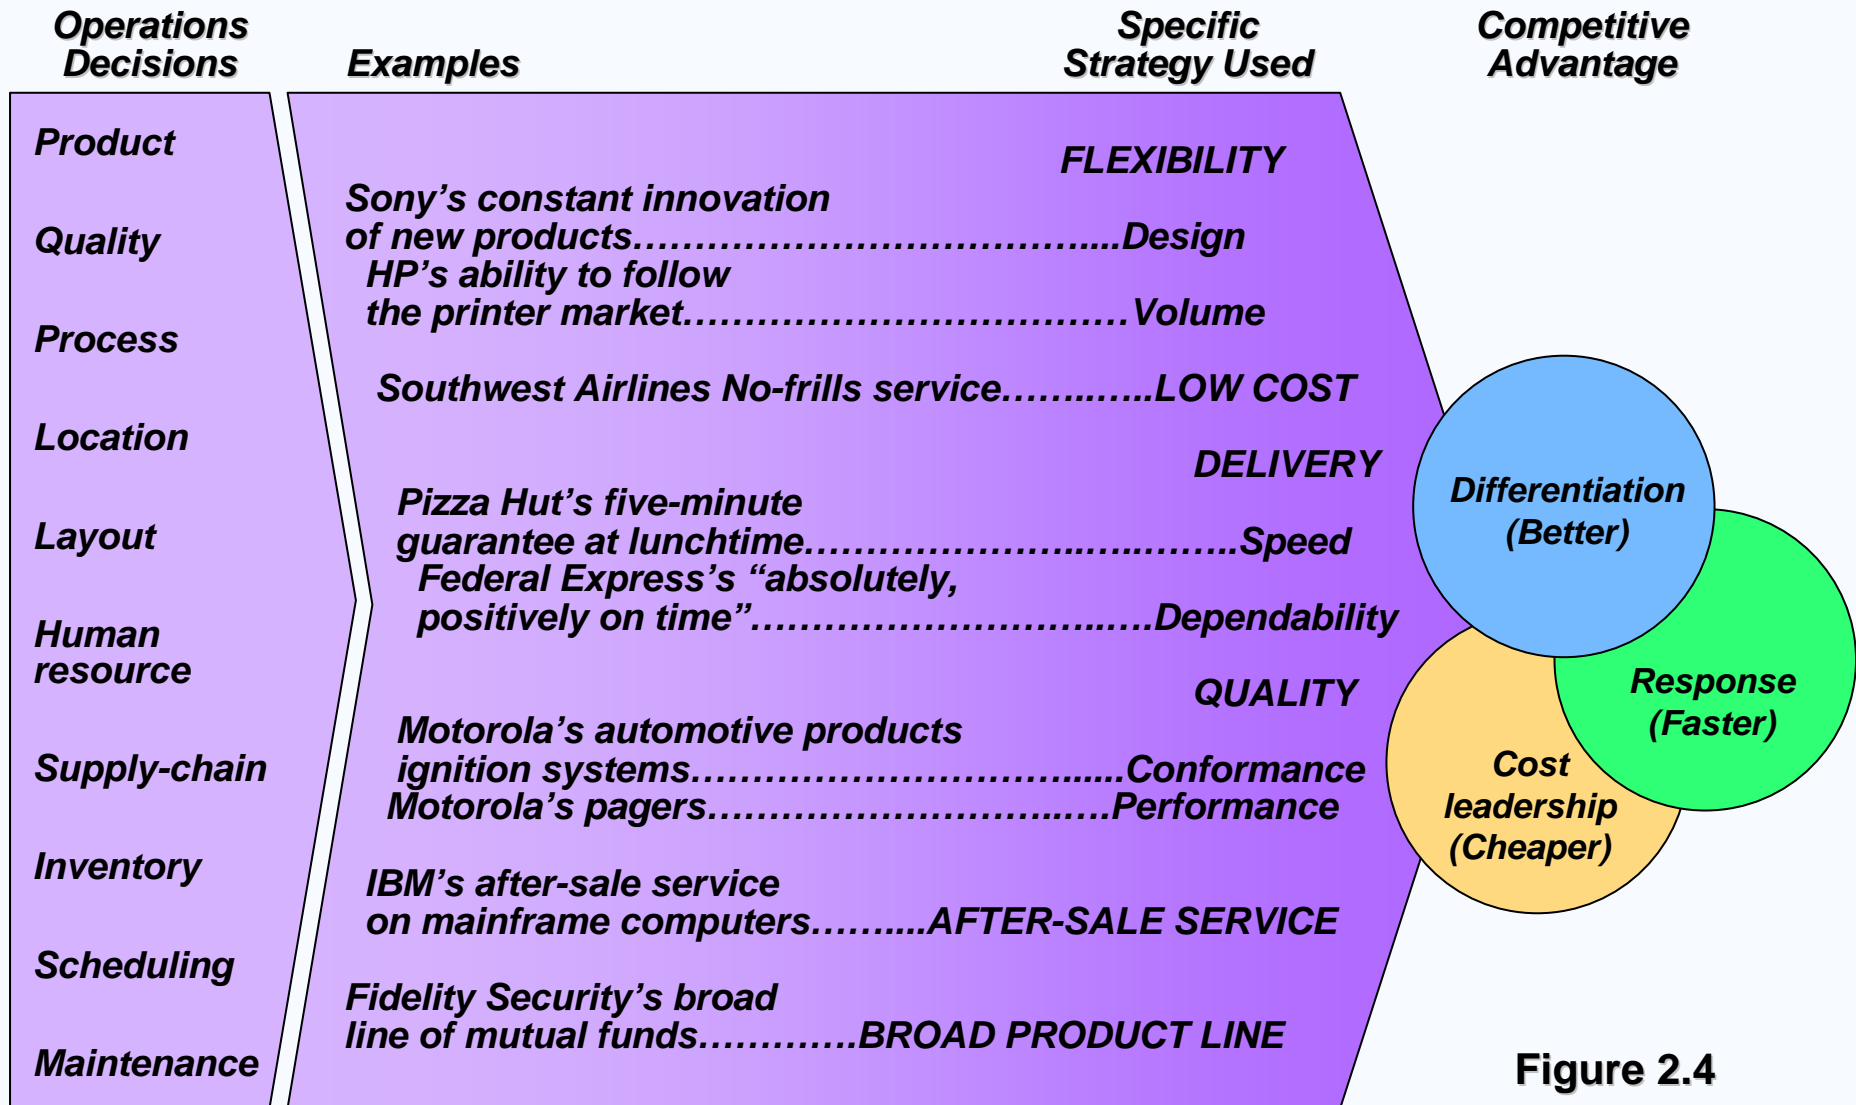 Operations
Decisions
Examples
Specific
Strategy Used
Competitive
Advantage
Product
Quality
Process
Location
Layout
Human
resource
Supply-chain
Inventory
Scheduling
Maintenance
FLEXIBILITY
Sony’s constant innovation
of new products…………………………………....Design
HP’s ability to follow
the printer market………………………………Volume
Southwest Airlines No-frills service……..…..LOW COST
DELIVERY
Pizza Hut’s five-minute
guarantee at lunchtime…………………..…..……..Speed
Federal Express’s “absolutely,
positively on time”………………………..….Dependability
QUALITY
Motorola’s automotive products
ignition systems…………………………......Conformance
Motorola’s pagers………………………..….Performance
IBM’s after-sale service
on mainframe computers……....AFTER-SALE SERVICE
Fidelity Security’s broad
line of mutual funds………….BROAD PRODUCT LINE
Differentiation
(Better)
Response
(Faster)
Cost
leadership
(Cheaper)
Figure 2.4